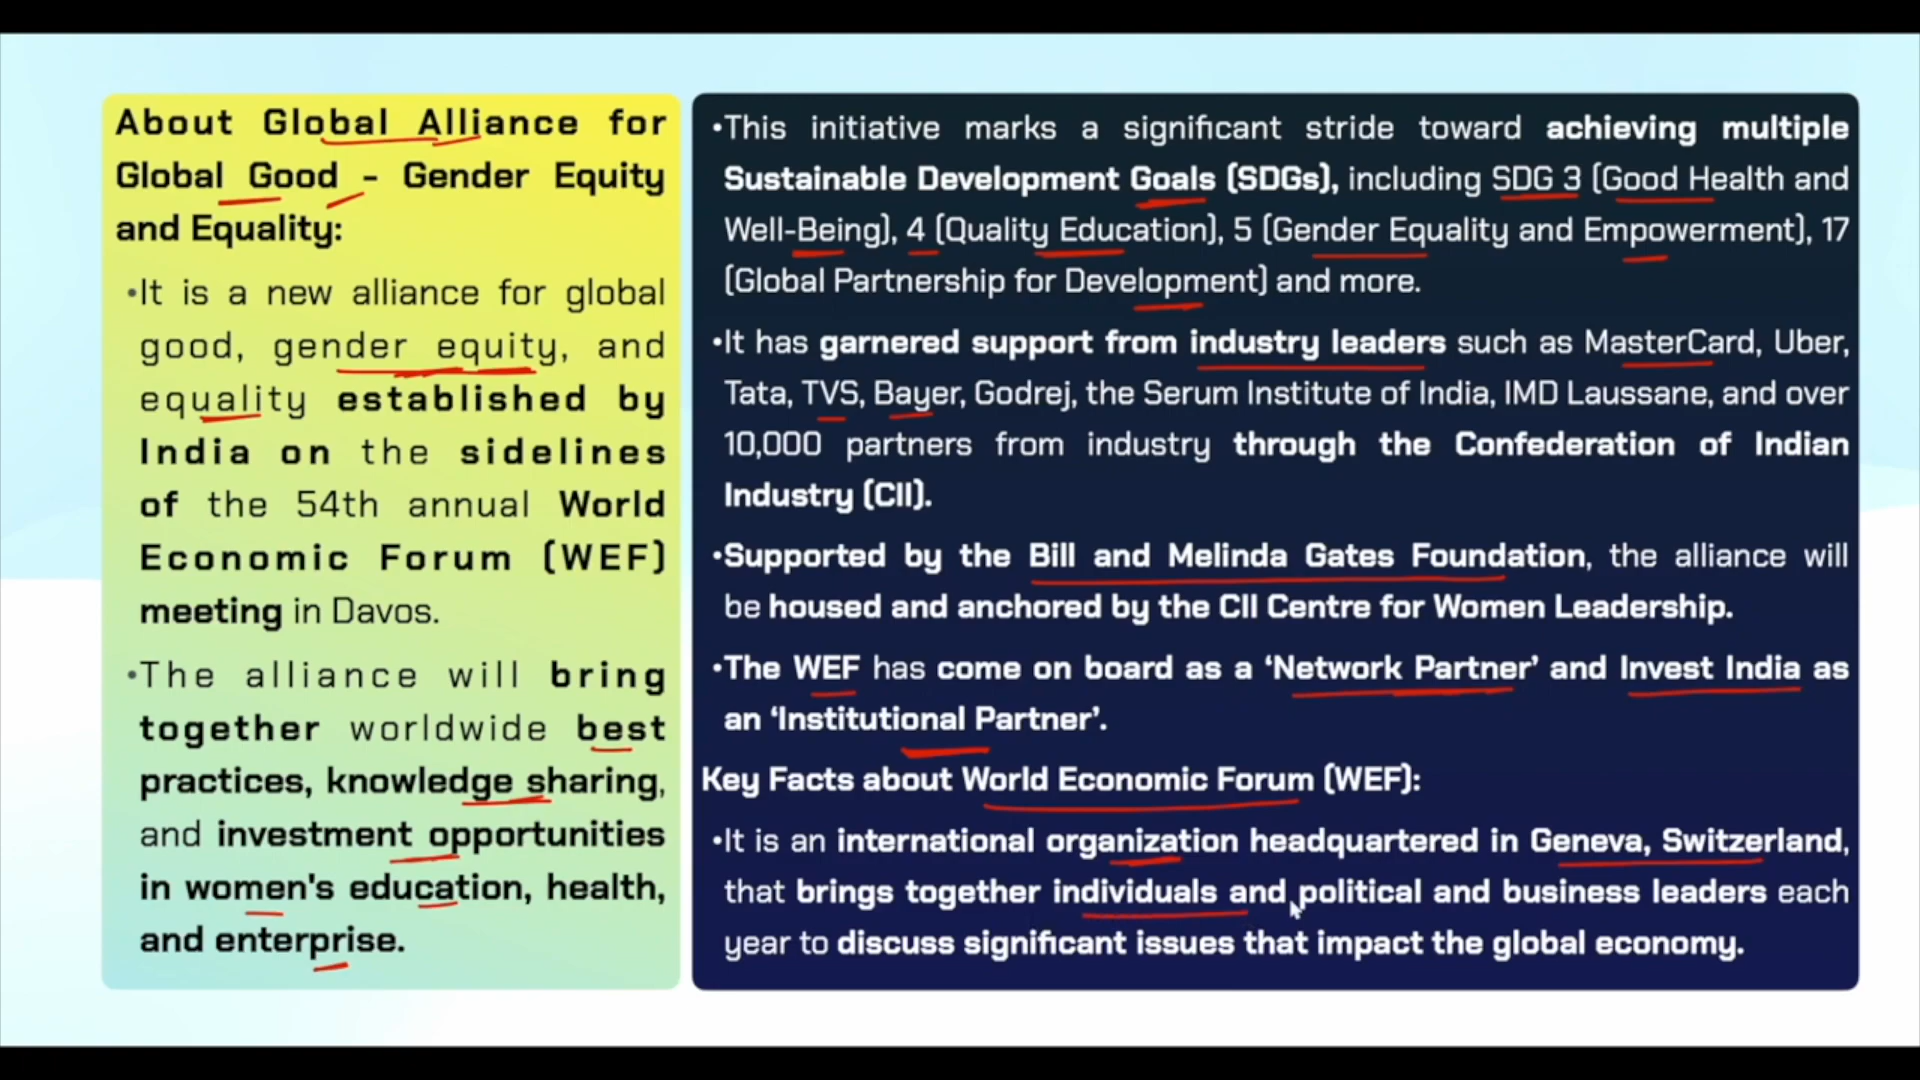 About Global Alliance for
Global Good - Gender Equity
and Equality:
•It is a new alliance for global
good, gender equity, and
equality established by
India on the sidelines
of the 54th annual World
Economic Forum (WEF)
meeting in Davos.
•The alliance will bring
together worldwide best
practices, knowledge sharing,
and investment opportunities
in women's education, health,
and enterprise.
•This initiative marks a significant stride toward achieving multiple
Sustainable Development Goals (SDGs), including SDG 3 (Good Health and
Well-Being), 4 (Quality Education), 5 (Gender Equality and Empowerment), 17
(Global Partnership for Development) and more.
•It has garnered support from industry leaders such as MasterCard, Uber,
Tata, TVS, Bayer, Godrej, the Serum Institute of India, IMD Laussane, and over
10,000 partners from industry through the Confederation of Indian
Industry (CII).
•Supported by the Bill and Melinda Gates Foundation, the alliance will
be housed and anchored by the CII Centre for Women Leadership.
•The WEF has come on board as a ‘Network Partner’ and Invest India as
an ‘Institutional Partner’.
Key Facts about World Economic Forum (WEF):
•It is an international organization headquartered in Geneva, Switzerland,
that brings together individuals and political and business leaders each
year to discuss significant issues that impact the global economy.